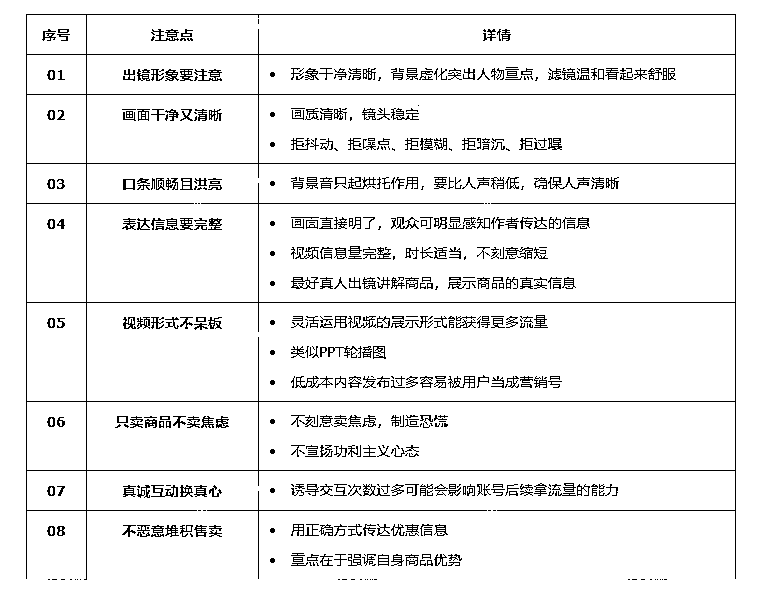 序号 注意点 详情
01 出镜形象要注意 • 形象干净清晰，背景虚化突出人物重点，滤镜温和看起来舒服
02 画面干净又清晰 • 画质清晰，镜头稳定
• 拒抖动、拒噪点、拒模糊、拒暗沉、拒过曝
03 口条顺畅且洪亮 • 背景音只起烘托作用，要比人声稍低，确保人声清晰
04 表达信息要完整 • 画面直接明了，观众可明显感知作者传达的信息
• 视频信息量完整，时长适当，不刻意缩短
• 最好真人出镜讲解商品，展示商品的真实信息
05 视频形式不呆板 • 灵活运用视频的展示形式能获得更多流量
• 类似PPT轮播图
• 低成本内容发布过多容易被用户当成营销号
06 只卖商品不卖焦虑 • 不刻意卖焦虑，制造恐慌
• 不宣扬功利主义心态
07 真诚互动换真心 • 诱导交互次数过多可能会影响账号后续拿流量的能力
08 不恶意堆积售卖 • 用正确方式传达优惠信息
• 重点在于强调自身商品优势